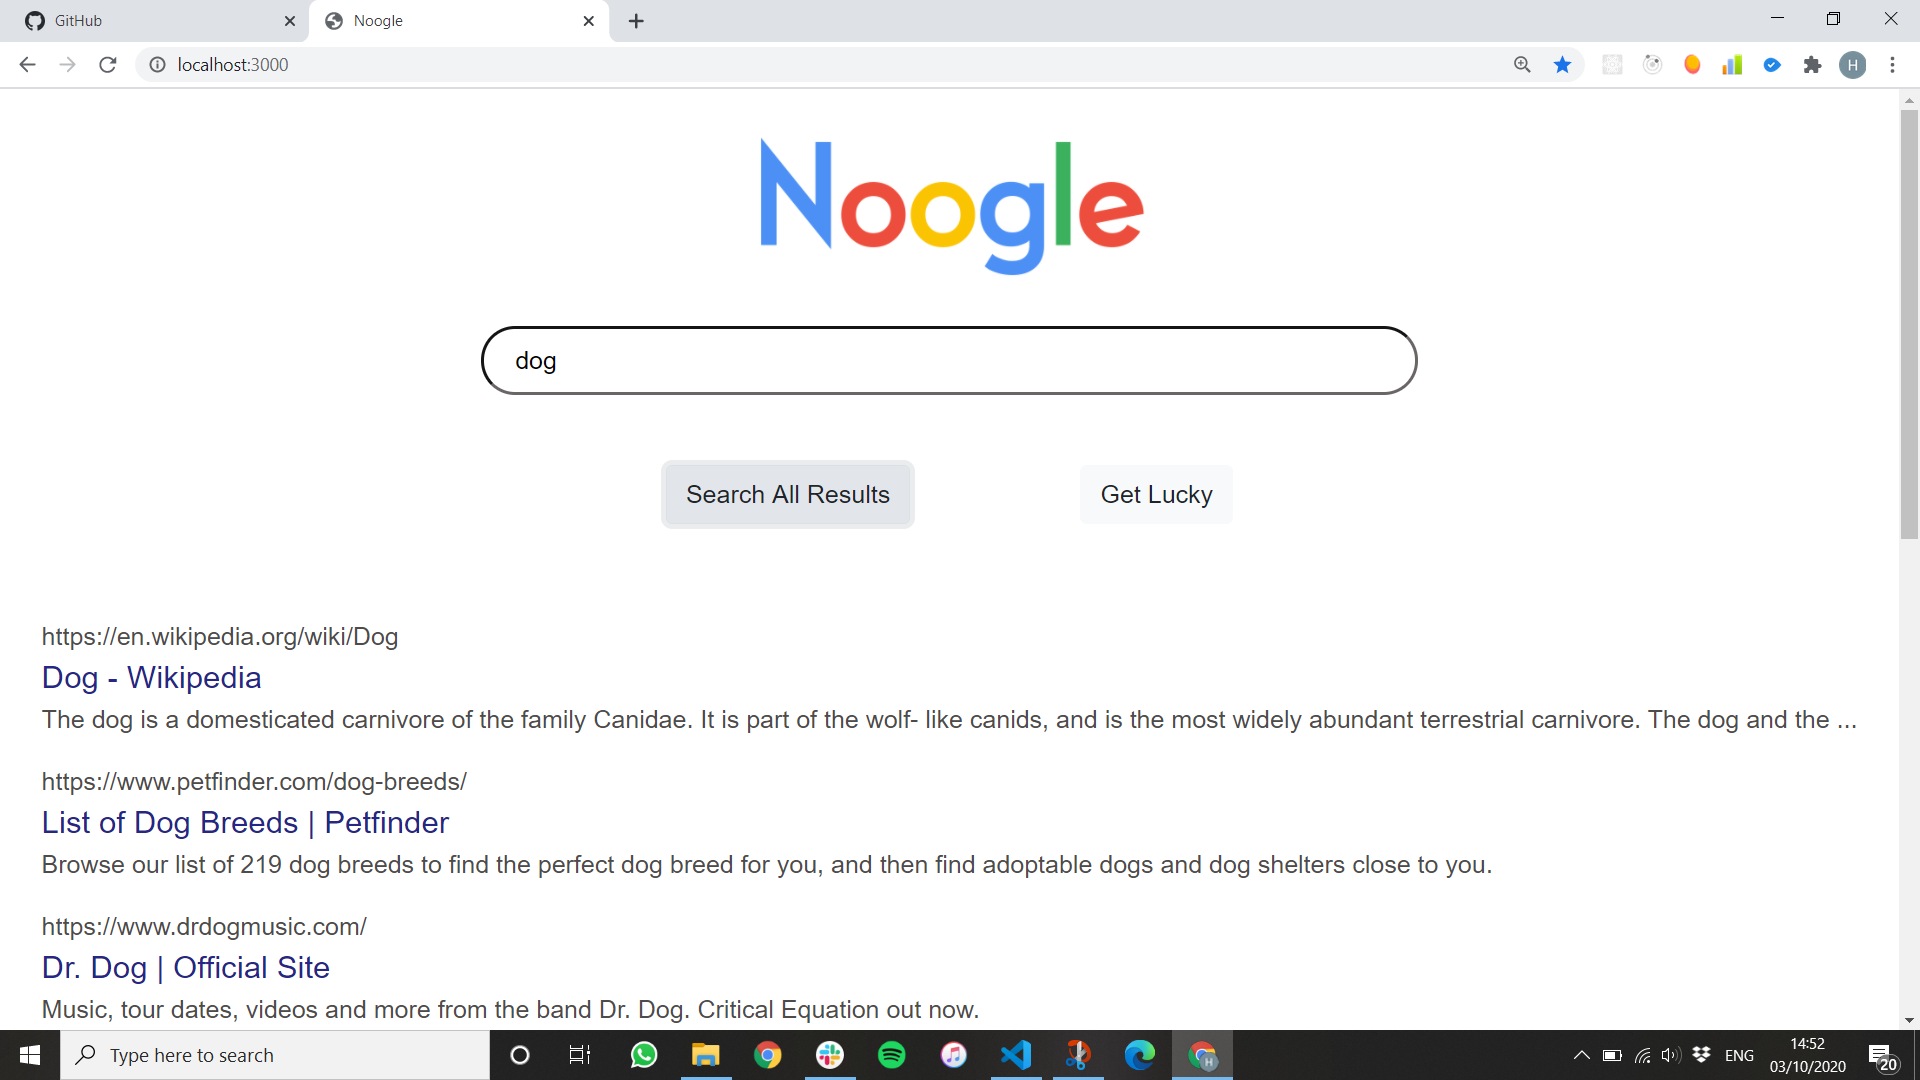 GitHub
Noogle
localhost:3000
H
Noogle
dog
Search All Results
Get Lucky
https://en.wikipedia.org/wiki/Dog
Dog - Wikipedia
The dog is a domesticated carnivore of the family Canidae. It is part of the wolf- like canids, and is the most widely abundant terrestrial carnivore. The dog and the ...
https://www.petfinder.com/dog-breeds/
List of Dog Breeds | Petfinder
Browse our list of 219 dog breeds to find the perfect dog breed for you, and then find adoptable dogs and dog shelters close to you.
https://www.drdogmusic.com/
Dr. Dog | Official Site
Music, tour dates, videos and more from the band Dr. Dog. Critical Equation out now.
Type here to search
H
ENG
14:52
03/10/2020
20